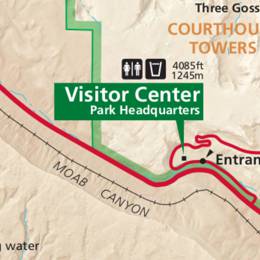 Three Goss
COURTHOU
TOWERS
4085ft
1245m
Visitor Center
Park Headquarters
Entran
MOAB CANYON
g water